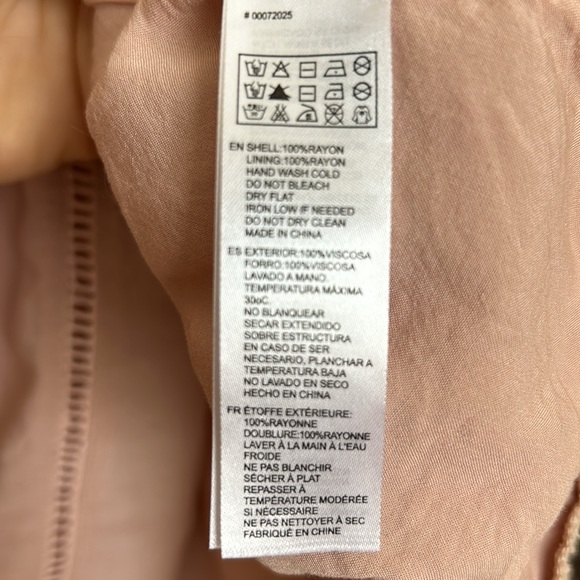 # 00072025
EN SHELL:100%RAYON
LINING:100%RAYON
HAND WASH COLD
DO NOT BLEACH
DRY FLAT
IRON LOW IF NEEDED
DO NOT DRY CLEAN
MADE IN CHINA
ES EXTERIOR:100%VISCOSA
FORRO:100%VISCOSA
LAVADO A MANO.
TEMPERATURA MÁXIMA
30oC.
NO BLANQUEAR
SECAR EXTENDIDO
SOBRE ESTRUCTURA
EN CASO DE SER
NECESARIO, PLANCHAR A
TEMPERATURA BAJA
NO LAVADO EN SECO
HECHO EN CHINA
FR ÉTOFFE EXTÉRIEURE:
100%RAYONNE
DOUBLURE:100%RAYONNE
LAVER À LA MAIN À L'EAU
FROIDE
NE PAS BLANCHIR
SÉCHER À PLAT
REPASSER À
TEMPÉRATURE MODÉRÉE
SI NÉCESSAIRE
NE PAS NETTOYER À SEC
FABRIQUÉ EN CHINE